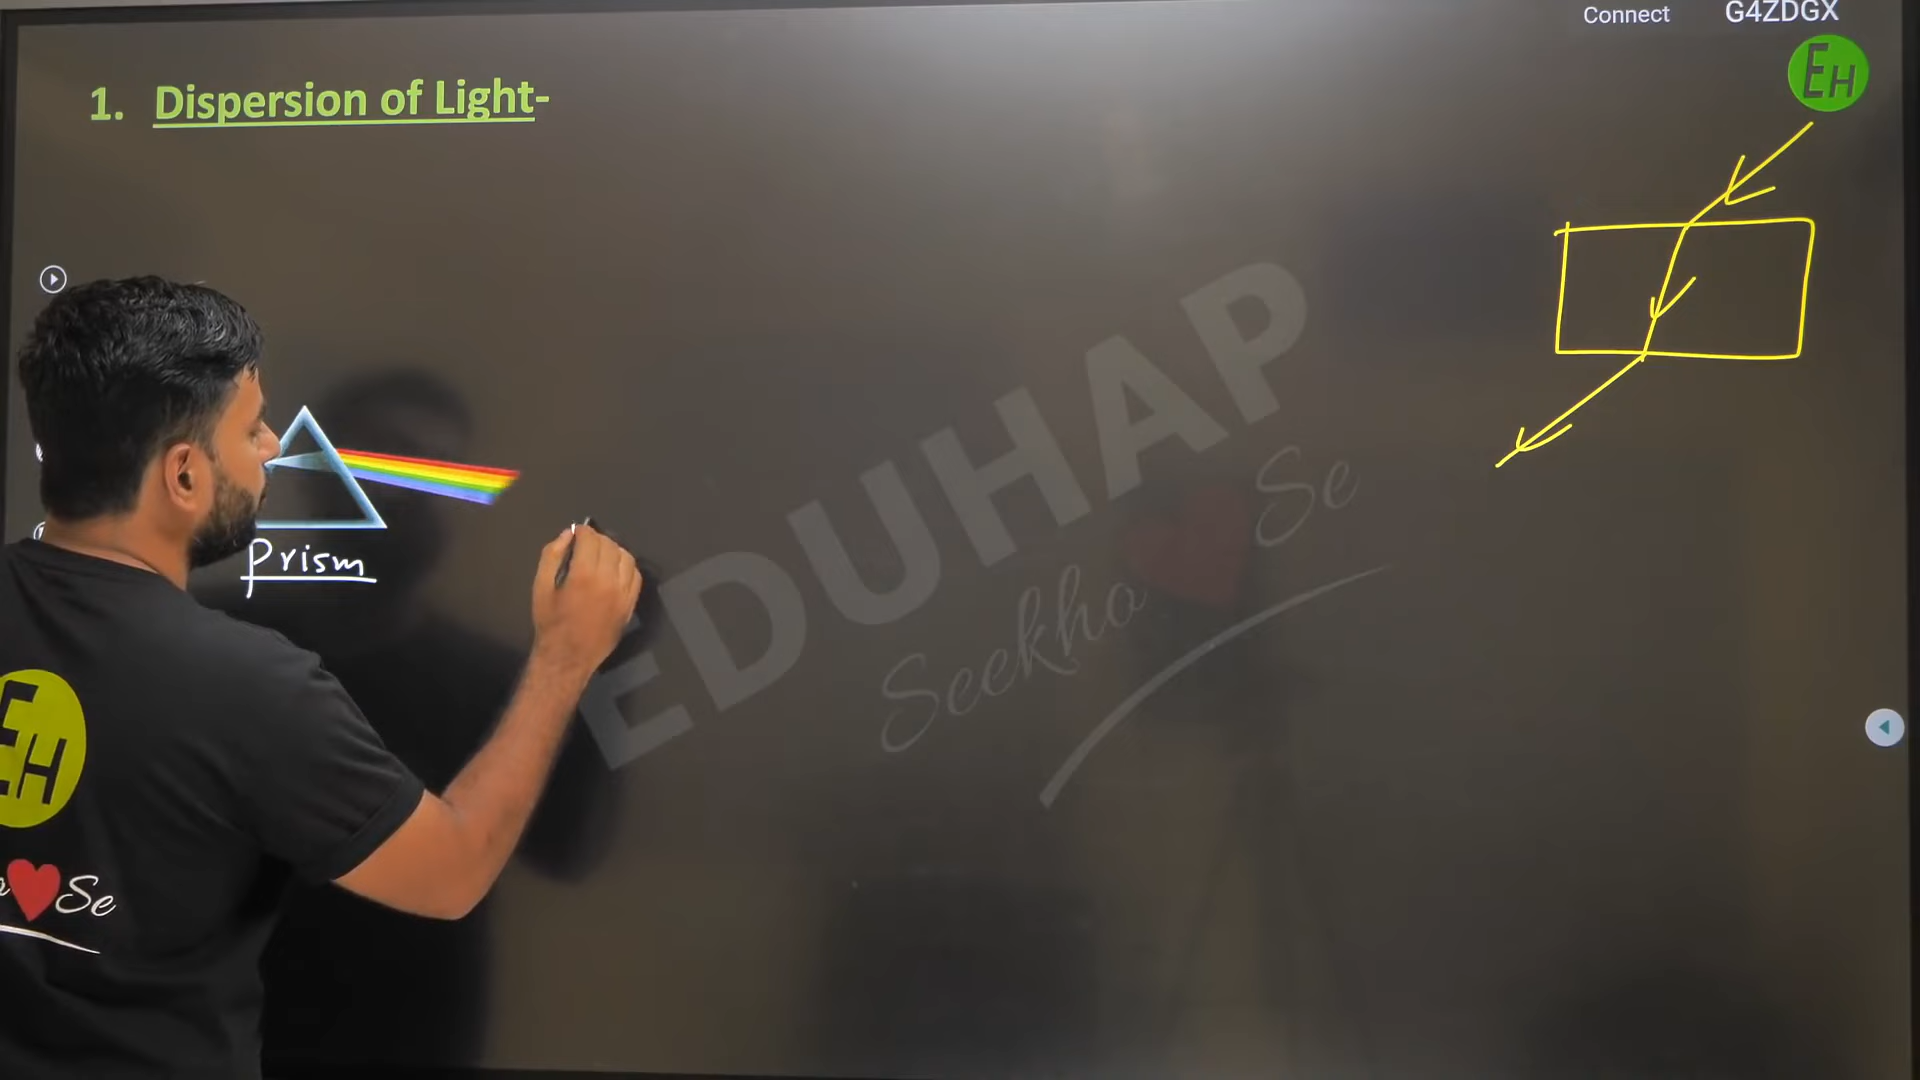 Connect G4ZDGX
EH
1. Dispersion of Light-
Prism
EDUHAP
Seekho Se
EH
Se